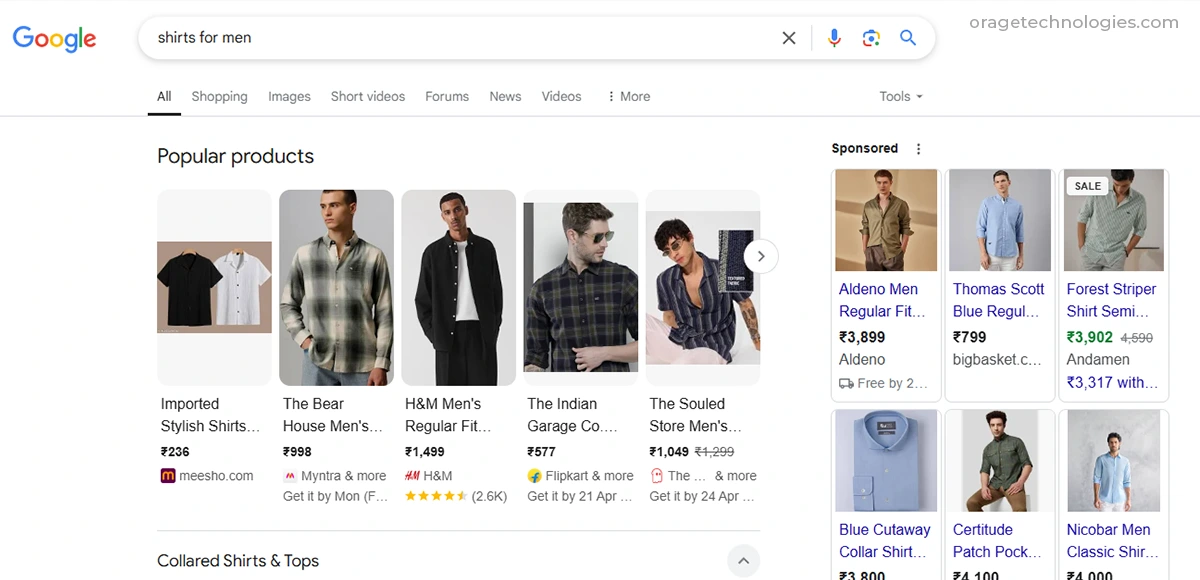 oragetechnologies.com
Google
shirts for men
All Shopping Images Short videos Forums News Videos More Tools
Popular products
Imported
Stylish Shirts...
₹236
meesho.com
The Bear
House Men's...
₹998
Myntra & more
Get it by Mon (F...
H&M Men's
Regular Fit...
₹1,499
H&M H&M
(2.6K)
The Indian
Garage Co....
₹577
Flipkart & more
Get it by 21 Apr ...
TEXTURED
The Souled
Store Men's...
₹1,049 ₹1,299
The ... & more
Get it by 24 Apr ...
Collared Shirts & Tops
Sponsored
Aldeno Men
Regular Fit...
₹3,899
Aldeno
Free by 2...
Thomas Scott
Blue Regul...
₹799
bigbasket.c...
SALE
Forest Striper
Shirt Semi...
₹3,902 4,590
Andamen
₹3,317 with...
Blue Cutaway
Collar Shirt...
₹3,800
Certitude
Patch Pock...
₹4,100
Nicobar Men
Classic Shir...
₹4,000